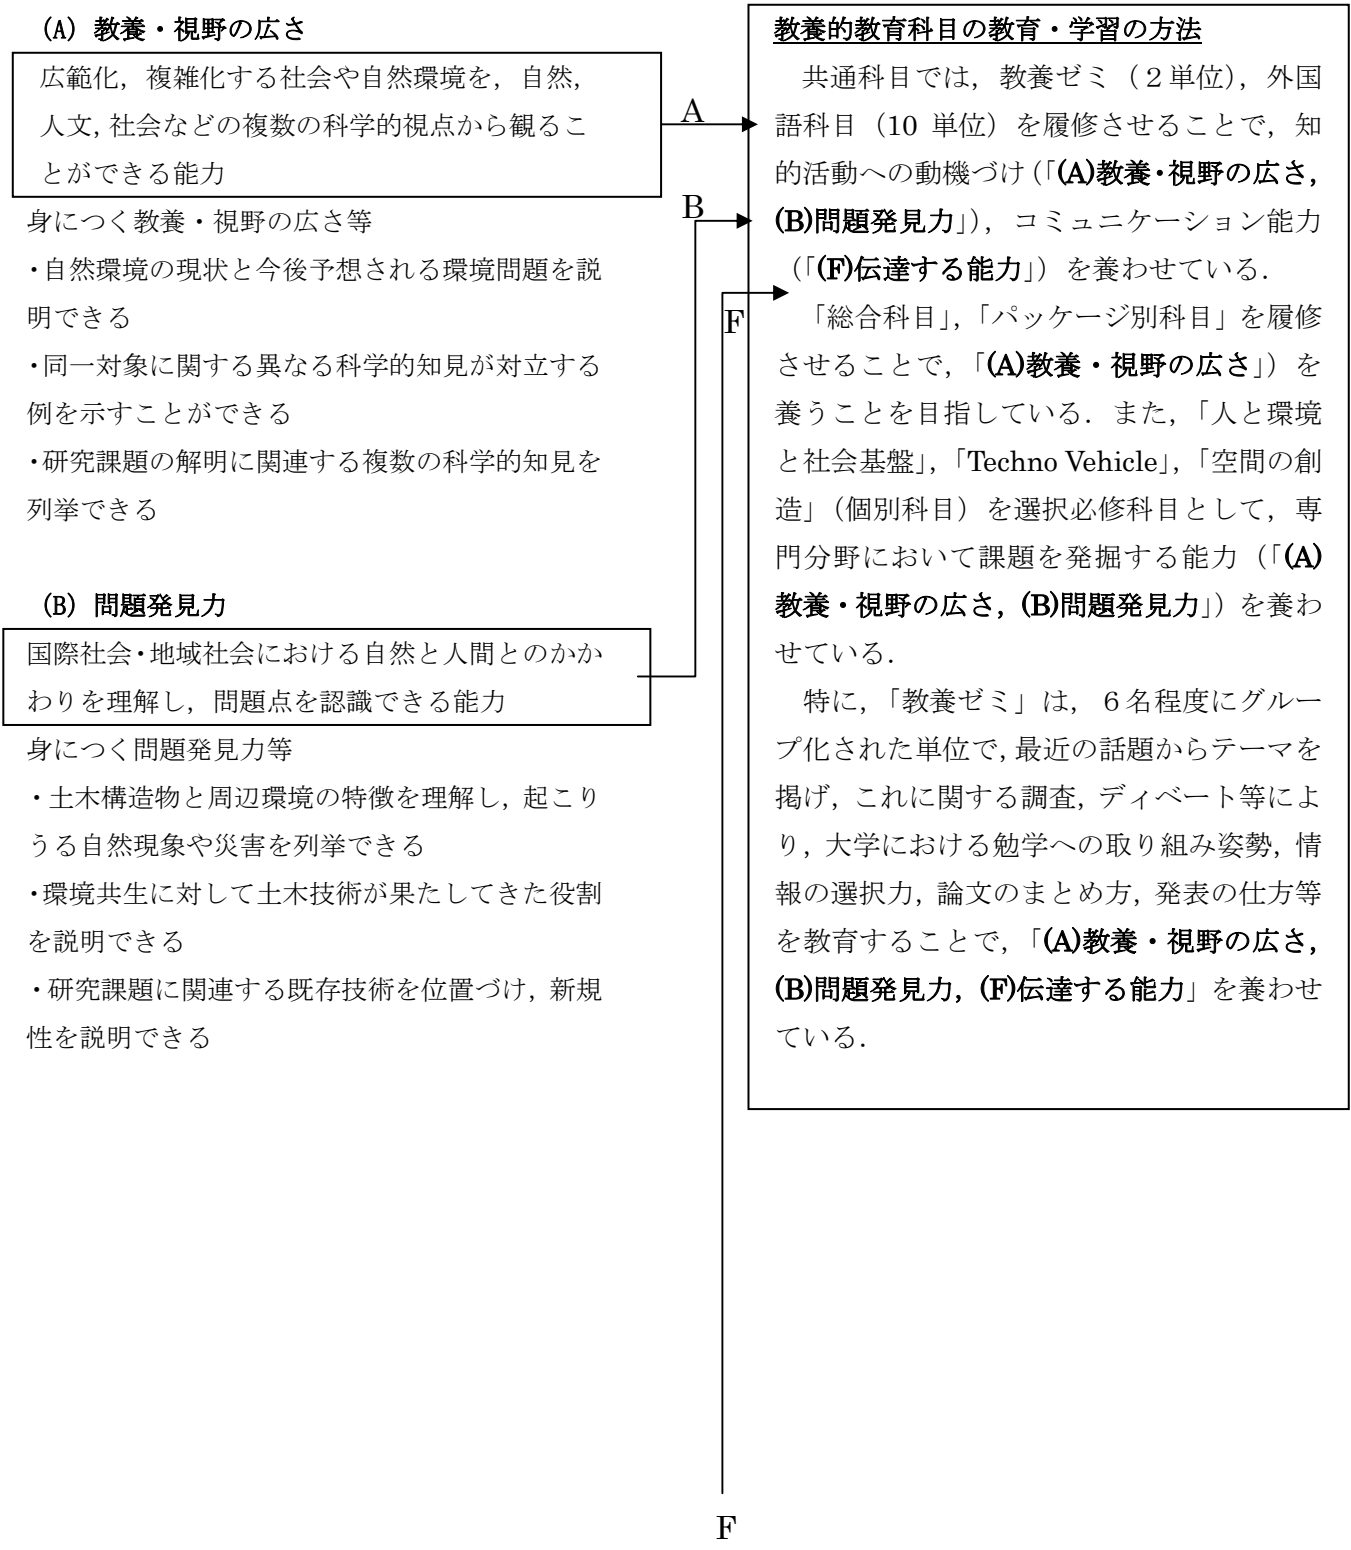 (A) 教養・視野の広さ
広範化，複雑化する社会や自然環境を，自然，
人文，社会などの複数の科学的視点から観るこ
とができる能力
身につく教養・視野の広さ等
・自然環境の現状と今後予想される環境問題を説
明できる
・同一対象に関する異なる科学的知見が対立する
例を示すことができる
・研究課題の解明に関連する複数の科学的知見を
列挙できる
(B) 問題発見力
国際社会・地域社会における自然と人間とのかか
わりを理解し，問題点を認識できる能力
身につく問題発見力等
・土木構造物と周辺環境の特徴を理解し，起こり
うる自然現象や災害を列挙できる
・環境共生に対して土木技術が果たしてきた役割
を説明できる
・研究課題に関連する既存技術を位置づけ，新規
性を説明できる
A
B
F
F
教養的教育科目の教育・学習の方法
共通科目では，教養ゼミ（２単位），外国
語科目（10 単位）を履修させることで，知
的活動への動機づけ（「(A)教養・視野の広さ，
(B)問題発見力」），コミュニケーション能力
（「(F)伝達する能力」）を養わせている．
「総合科目」，「パッケージ別科目」を履修
させることで，「(A)教養・視野の広さ」）を
養うことを目指している．また，「人と環境
と社会基盤」，「Techno Vehicle」，「空間の創
造」（個別科目）を選択必修科目として，専
門分野において課題を発掘する能力（「(A)
教養・視野の広さ，(B)問題発見力」）を養わ
せている．
特に，「教養ゼミ」は，６名程度にグルー
プ化された単位で，最近の話題からテーマを
掲げ，これに関する調査，ディベート等によ
り，大学における勉学への取り組み姿勢，情
報の選択力，論文のまとめ方，発表の仕方等
を教育することで，「(A)教養・視野の広さ，
(B)問題発見力，(F)伝達する能力」を養わせ
ている．